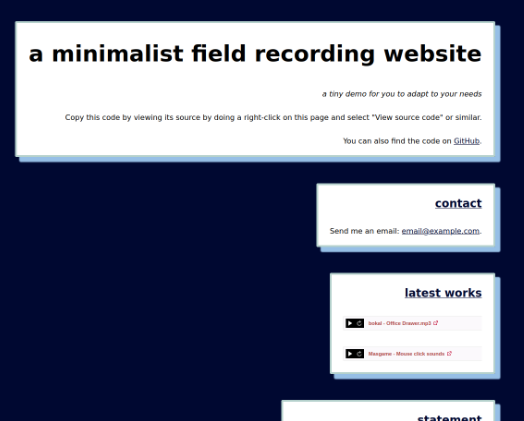 a minimalist field recording website
a tiny demo for you to adapt to your needs
Copy this code by viewing its source by doing a right-click on this page and select "View source code" or similar.
You can also find the code on GitHub.
contact
Send me an email: email@example.com.
latest works
bokal - Office Drawer.mp3
Maxgame - Mouse click sounds
statement